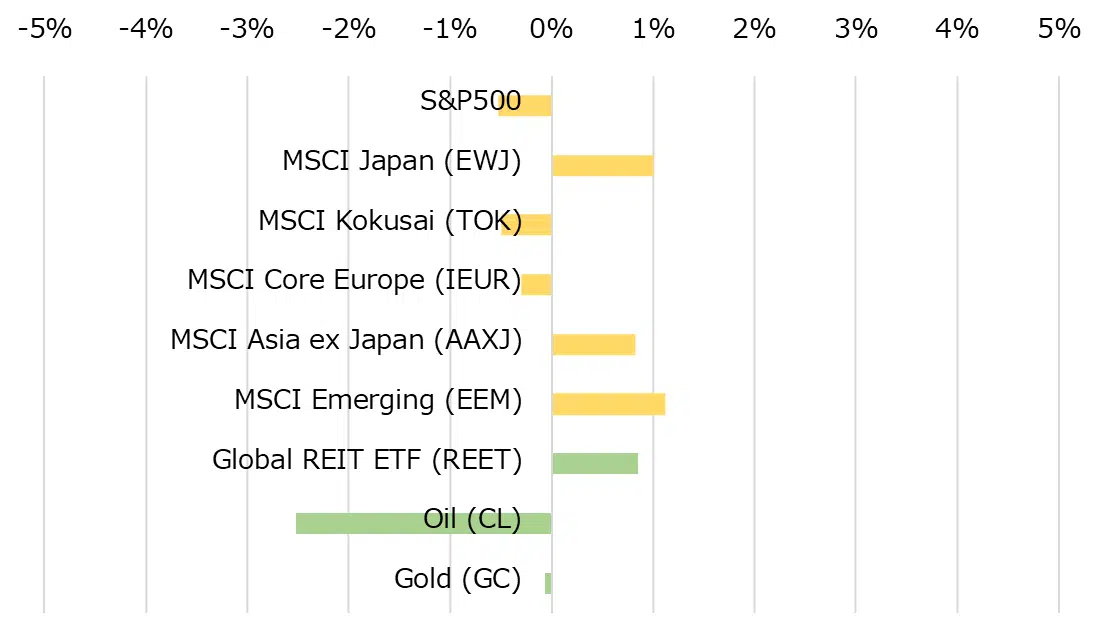 -5% -4% -3% -2% -1% 0% 1% 2% 3% 4% 5%
S&P500
MSCI Japan (EWJ)
MSCI Kokusai (TOK)
MSCI Core Europe (IEUR)
MSCI Asia ex Japan (AAXJ)
MSCI Emerging (EEM)
Global REIT ETF (REET)
Oil (CL)
Gold (GC)